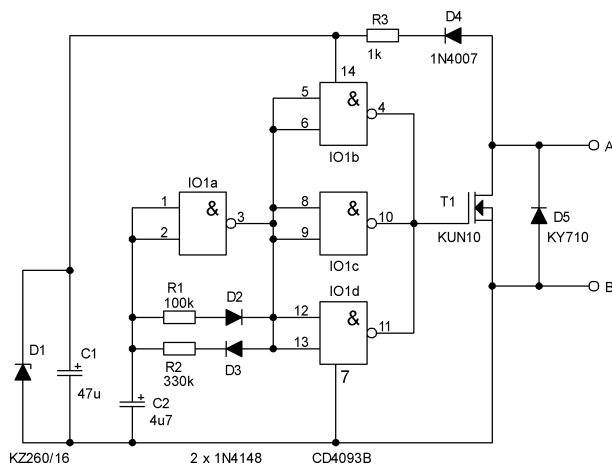 R3
D4
1k
1N4007
14
5
&
4
6
IO1b
A
IO1a
1
&
3
2
8
&
10
9
IO1c
T1
KUN10
D5
KY710
IO1d
R1
100k
D2
12
&
11
13
B
D1
C1
47u
R2
330k
D3
7
C2
4u7
KZ260/16
2 x 1N4148
CD4093B
+
+